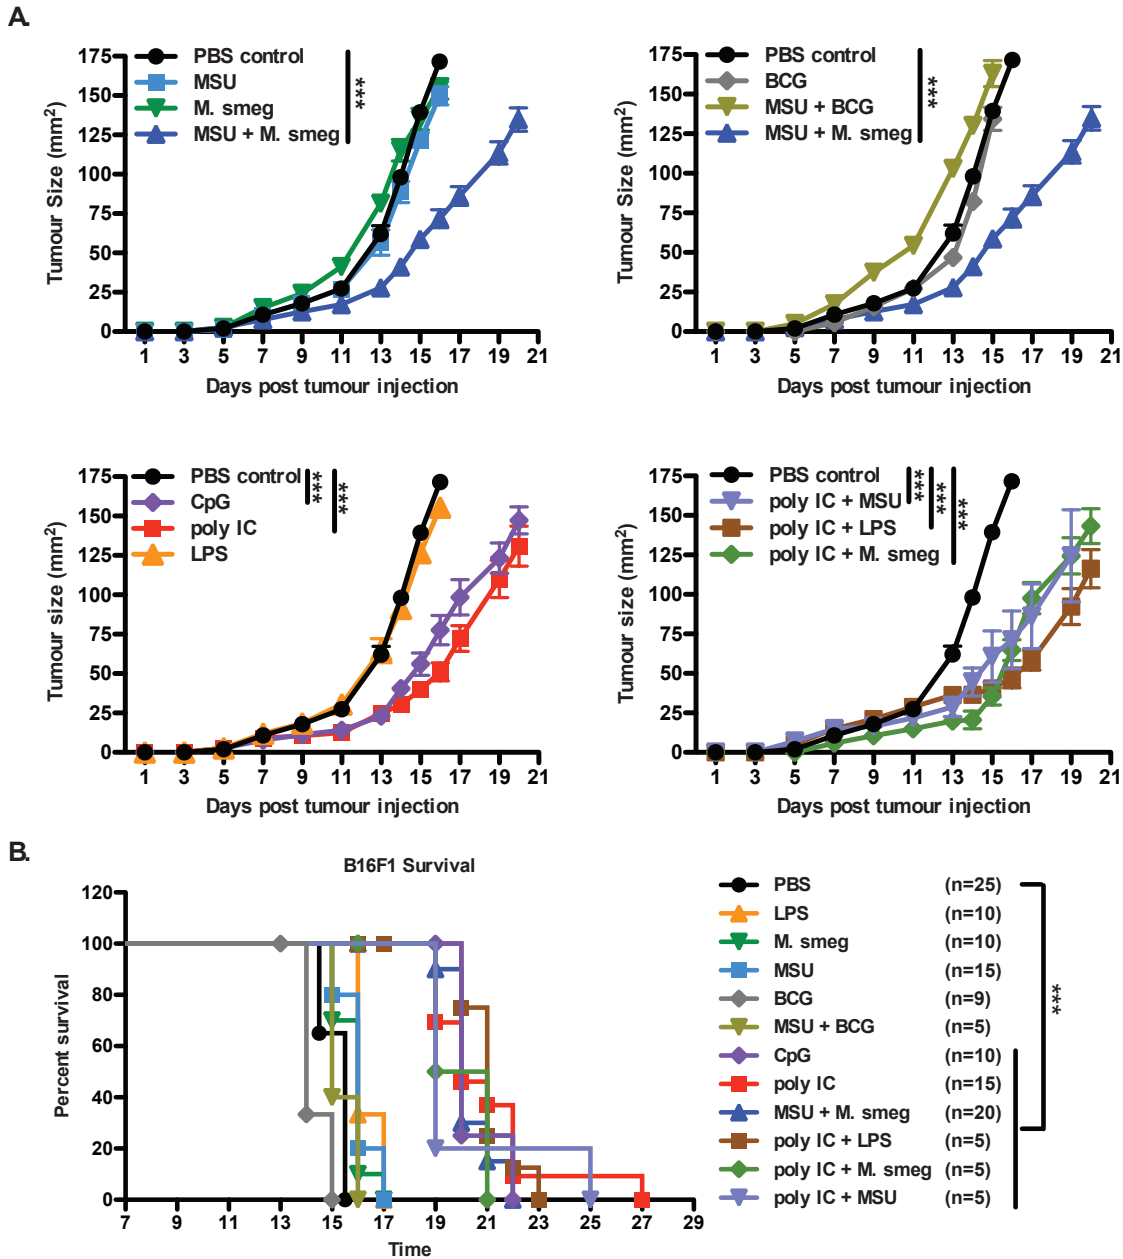 A.
PBS control
MSU
M. smeg
MSU + M. smeg
***
175
150
125
100
75
50
25
0
Tumour Size (mm²)
1 3 5 7 9 11 13 15 17 19 21
Days post tumour injection
PBS control
BCG
MSU + BCG
MSU + M. smeg
***
175
150
125
100
75
50
25
0
Tumour Size (mm²)
1 3 5 7 9 11 13 15 17 19 21
Days post tumour injection
PBS control
CpG
poly IC
LPS
***
***
175
150
125
100
75
50
25
0
Tumour size (mm²)
1 3 5 7 9 11 13 15 17 19 21
Days post tumour injection
PBS control
poly IC + MSU
poly IC + LPS
poly IC + M. smeg
***
***
***
175
150
125
100
75
50
25
0
Tumour size (mm²)
1 3 5 7 9 11 13 15 17 19 21
Days post tumour injection
B.
B16F1 Survival
120
100
80
60
40
20
0
Percent survival
7 9 11 13 15 17 19 21 23 25 27 29
Time
PBS (n=25)
LPS (n=10)
M. smeg (n=10)
MSU (n=15)
BCG (n=9)
MSU + BCG (n=5)
CpG (n=10)
poly IC (n=15)
MSU + M. smeg (n=20)
poly IC + LPS (n=5)
poly IC + M. smeg (n=5)
poly IC + MSU (n=5)
***